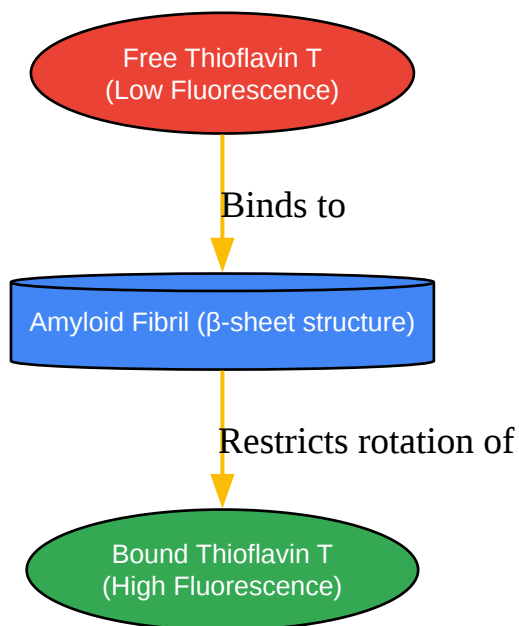 Free Thioflavin T
(Low Fluorescence)
Binds to
Amyloid Fibril (β-sheet structure)
Restricts rotation of
Bound Thioflavin T
(High Fluorescence)